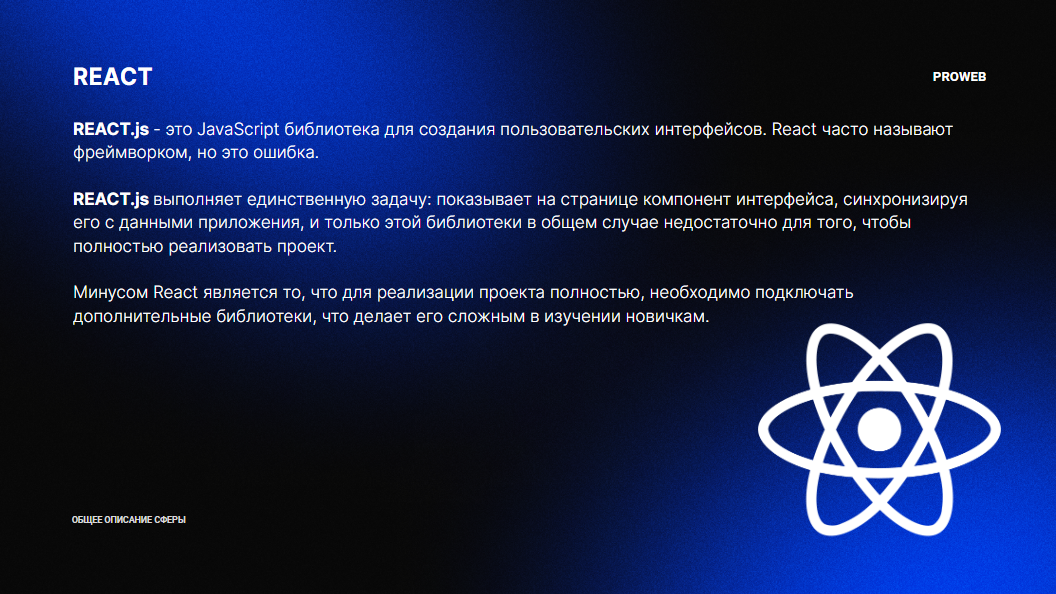 REACT
PROWEB
REACT.js - это JavaScript библиотека для создания пользовательских интерфейсов. React часто называют
фреймворком, но это ошибка.
REACT.js выполняет единственную задачу: показывает на странице компонент интерфейса, синхронизируя
его с данными приложения, и только этой библиотеки в общем случае недостаточно для того, чтобы
полностью реализовать проект.
Минусом React является то, что для реализации проекта полностью, необходимо подключать
дополнительные библиотеки, что делает его сложным в изучении новичкам.
ОБЩЕЕ ОПИСАНИЕ СФЕРЫ